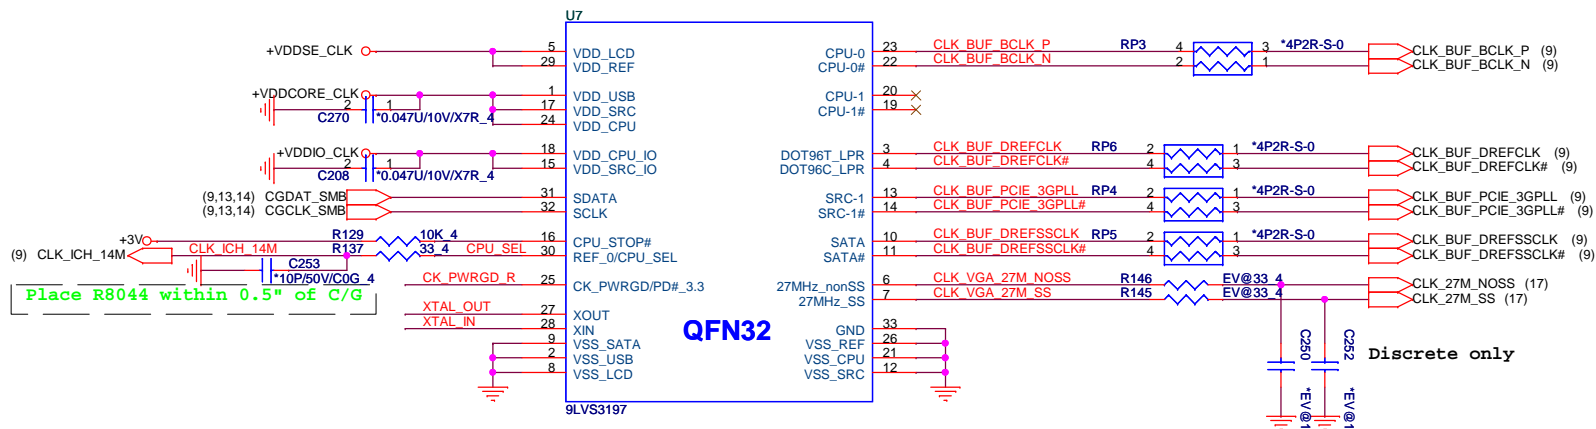 U7
+VDDSE_CLK 5 VDD_LCD
29 VDD_REF
+VDDCORE_CLK 1 VDD_USB
2 1 17 VDD_SRC
C270 *0.047U/10V/X7R_4 24 VDD_CPU
+VDDIO_CLK 18 VDD_CPU_IO
2 1 15 VDD_SRC_IO
C208 *0.047U/10V/X7R_4
(9,13,14) CGDAT_SMB 31 SDATA
(9,13,14) CGCLK_SMB 32 SCLK
+3V R129 10K_4 16 CPU_STOP#
(9) CLK_ICH_14M CLK_ICH_14M R137 33_4 CPU_SEL 30 REF_0/CPU_SEL
C253
*10P/50V/C0G_4
CK_PWRGD_R 25 CK_PWRGD/PD#_3.3
Place R8044 within 0.5" of C/G
XTAL_OUT 27 XOUT
XTAL_IN 28 XIN
9 VSS_SATA
2 VSS_USB
8 VSS_LCD
QFN32
9LVS3197
CPU-0 23 CLK_BUF_BCLK_P RP3 4 3 *4P2R-S-0 CLK_BUF_BCLK_P (9)
CPU-0# 22 CLK_BUF_BCLK_N 2 1 CLK_BUF_BCLK_N (9)
CPU-1 20
CPU-1# 19
DOT96T_LPR 3 CLK_BUF_DREFCLK RP6 2 1 *4P2R-S-0 CLK_BUF_DREFCLK (9)
DOT96C_LPR 4 CLK_BUF_DREFCLK# 4 3 CLK_BUF_DREFCLK# (9)
SRC-1 13 CLK_BUF_PCIE_3GPLL RP4 2 1 *4P2R-S-0 CLK_BUF_PCIE_3GPLL (9)
SRC-1# 14 CLK_BUF_PCIE_3GPLL# 4 3 CLK_BUF_PCIE_3GPLL# (9)
SATA 10 CLK_BUF_DREFSSCLK RP5 2 1 *4P2R-S-0 CLK_BUF_DREFSSCLK (9)
SATA# 11 CLK_BUF_DREFSSCLK# 4 3 CLK_BUF_DREFSSCLK# (9)
27MHz_nonSS 6 CLK_VGA_27M_NOSS R146 EV@33_4 CLK_27M_NOSS (17)
27MHz_SS 7 CLK_VGA_27M_SS R145 EV@33_4 CLK_27M_SS (17)
GND 33
VSS_REF 26
VSS_CPU 21
VSS_SRC 12
C250 *EV@1
C252 *EV@1
Discrete only